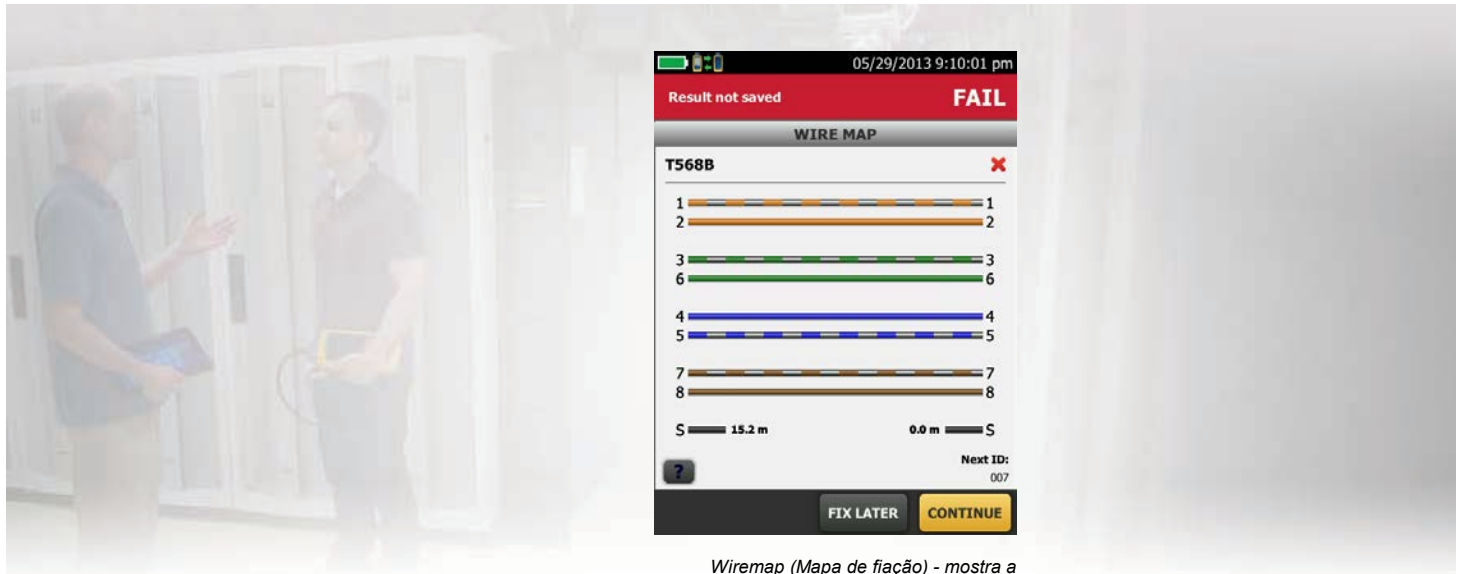 05/29/2013 9:10:01 pm
Result not saved FAIL
WIRE MAP
T568B
1 1
2 2
3 3
6 6
4 4
5 5
7 7
8 8
S 15.2 m 0.0 m S
Next ID:
? 007
FIX LATER CONTINUE
Wiremap (Mapa de fiação) - mostra a